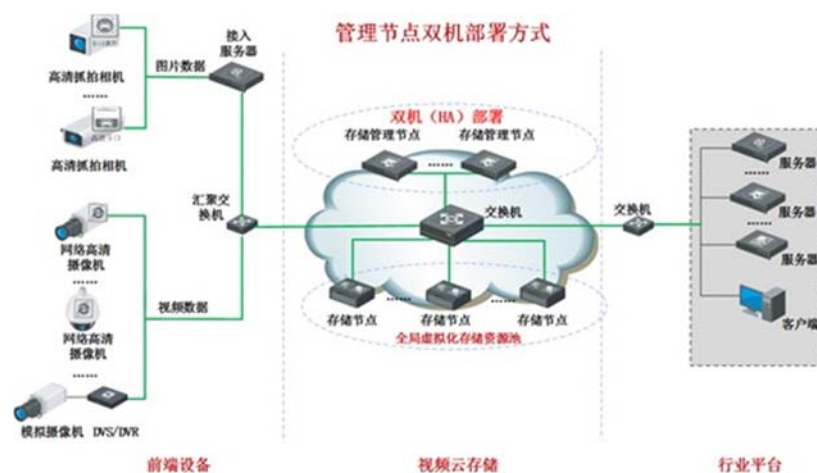 管理节点双机部署方式
接入
服务器
图片数据
高清抓拍相机
......
高清抓拍相机
汇聚交
换机
网络高清
摄像机
......
视频数据
网络高清
摄像机
......
模拟摄像机 DVS/DVR
双机（HA）部署
存储管理节点 存储管理节点
......
交换机
...... ......
存储节点 存储节点 存储节点
全局虚拟化存储资源池
交换机
服务器
......
服务器
......
服务器
客户端
前端设备 视频云存储 行业平台